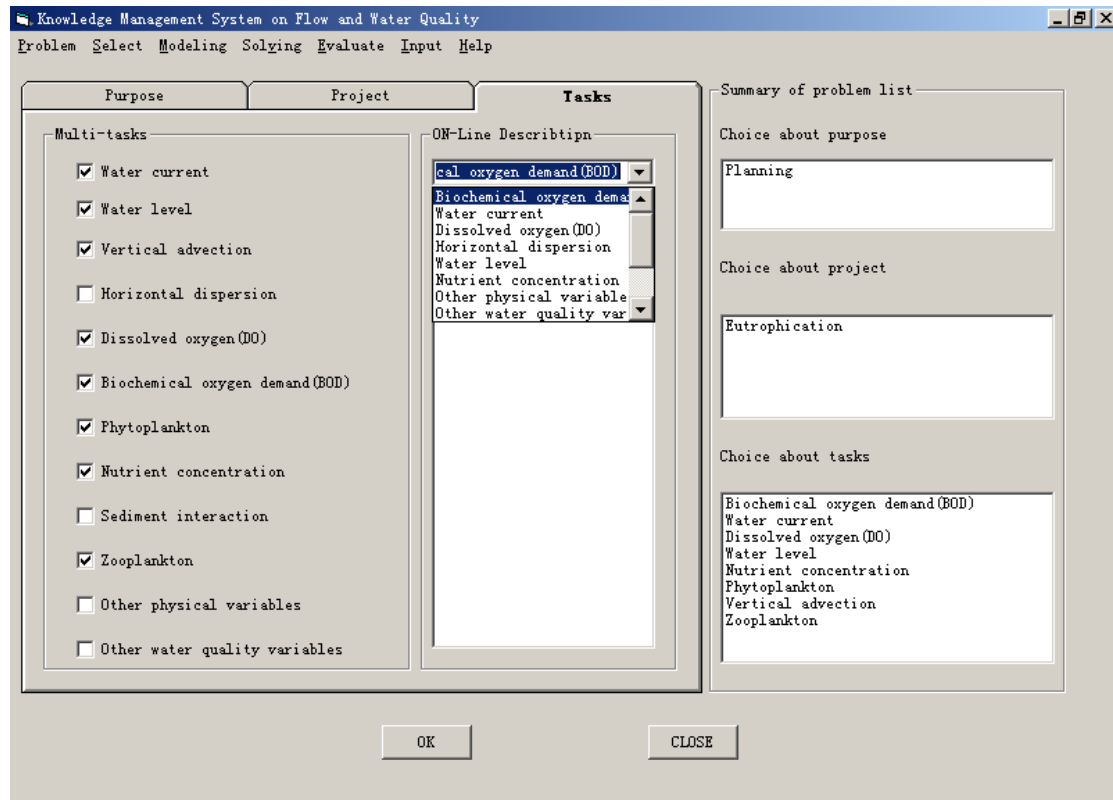 Knowledge Management System on Flow and Water Quality
Problem Select Modeling Solving Evaluate Input Help
Purpose
Project
Tasks
Multi-tasks
Water current
Water level
Vertical advection
Horizontal dispersion
Dissolved oxygen(DO)
Biochemical oxygen demand(BOD)
Phytoplankton
Nutrient concentration
Sediment interaction
Zooplankton
Other physical variables
Other water quality variables
ON-Line Describtipn
cal oxygen demand(BOD)
Biochemical oxygen dema
Water current
Dissolved oxygen(DO)
Horizontal dispersion
Water level
Nutrient concentration
Other physical variable
Other water quality var
Summary of problem list
Choice about purpose
Planning
Choice about project
Eutrophication
Choice about tasks
Biochemical oxygen demand(BOD)
Water current
Dissolved oxygen(DO)
Water level
Nutrient concentration
Phytoplankton
Vertical advection
Zooplankton
OK
CLOSE